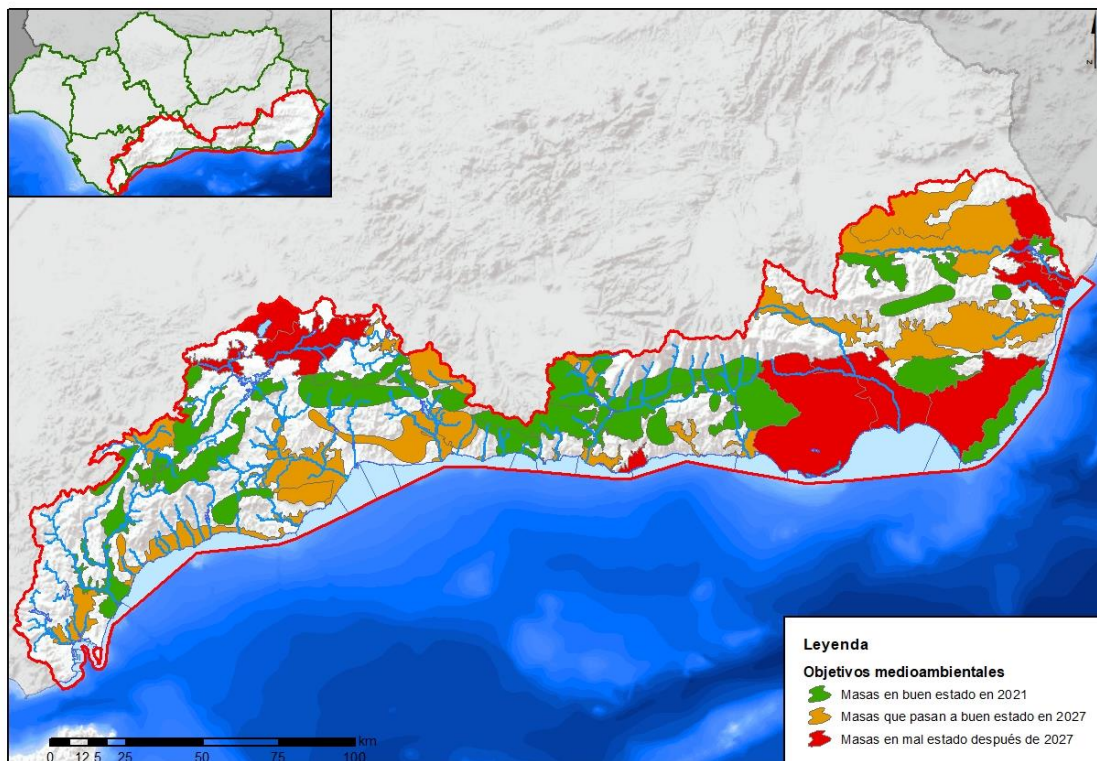 N
Leyenda
Objetivos medioambientales
Masas en buen estado en 2021
Masas que pasan a buen estado en 2027
Masas en mal estado después de 2027
km
0 12,5 25 50 75 100